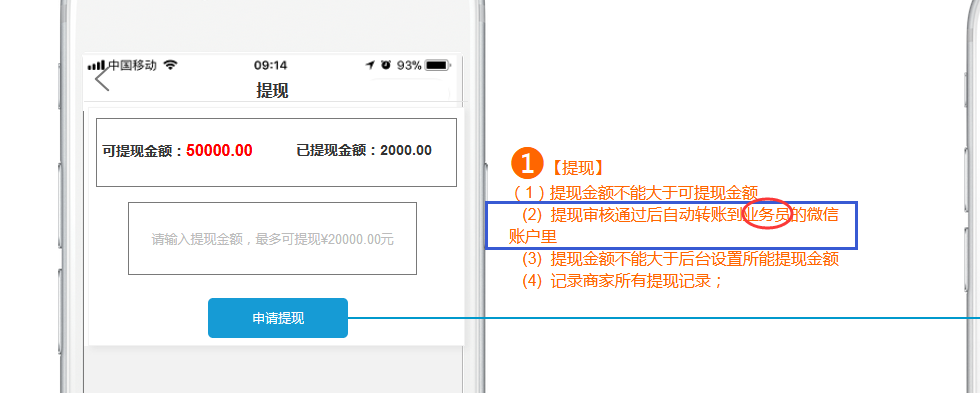 中国移动 09:14 93%
提现
可提现金额：50000.00 已提现金额：2000.00
请输入提现金额，最多可提现¥20000.00元
申请提现
1【提现】
（1）提现金额不能大于可提现金额
(2) 提现审核通过后自动转账到业务员的微信
账户里
(3) 提现金额不能大于后台设置所能提现金额
(4) 记录商家所有提现记录；